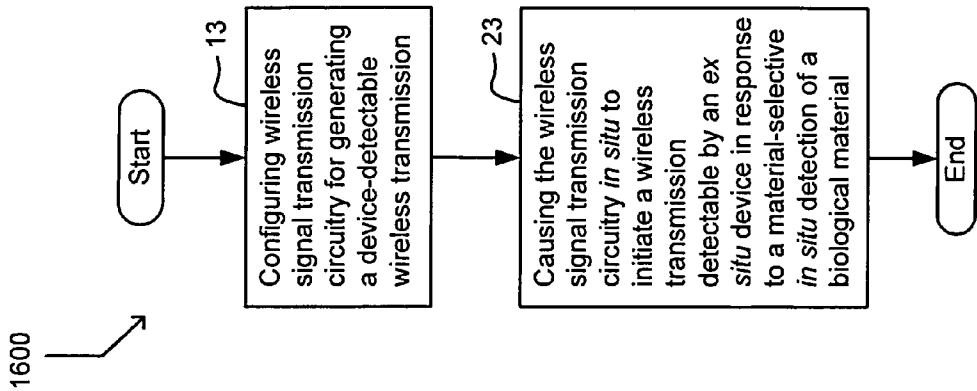 1600
Start
13
Configuring wireless
signal transmission
circuitry for generating
a device-detectable
wireless transmission
23
Causing the wireless
signal transmission
circuitry in situ to
initiate a wireless
transmission
detectable by an ex
situ device in response
to a material-selective
in situ detection of a
biological material
End